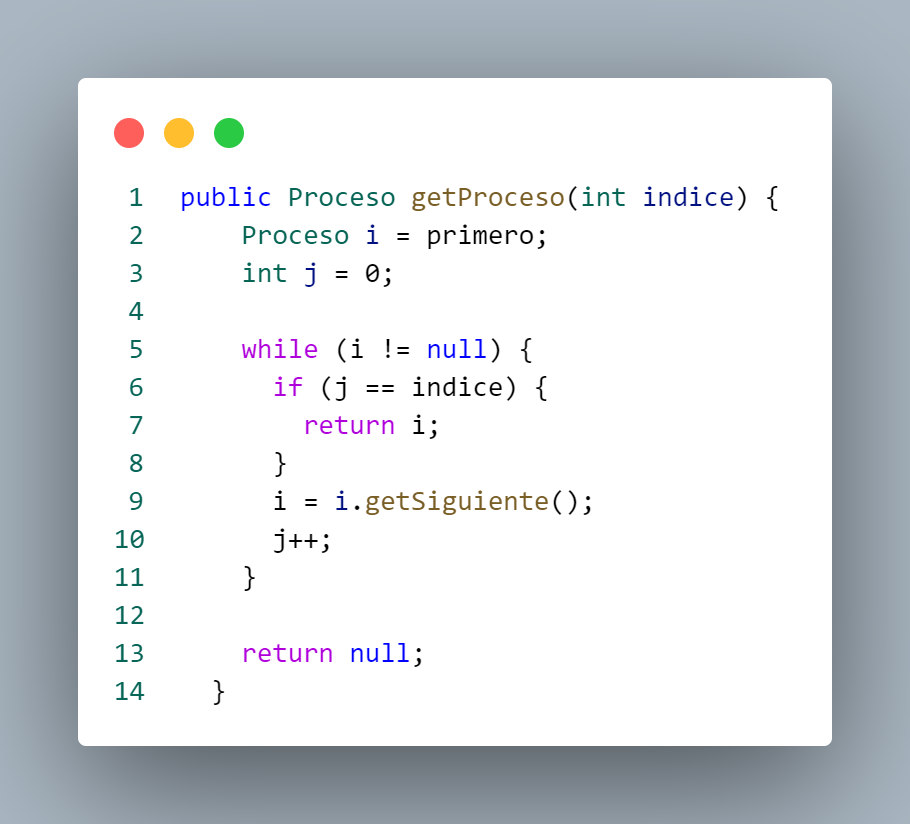 1 public Proceso getProceso(int indice) {
2     Proceso i = primero;
3     int j = 0;
4
5     while (i != null) {
6       if (j == indice) {
7         return i;
8       }
9       i = i.getSiguiente();
10       j++;
11     }
12
13     return null;
14   }